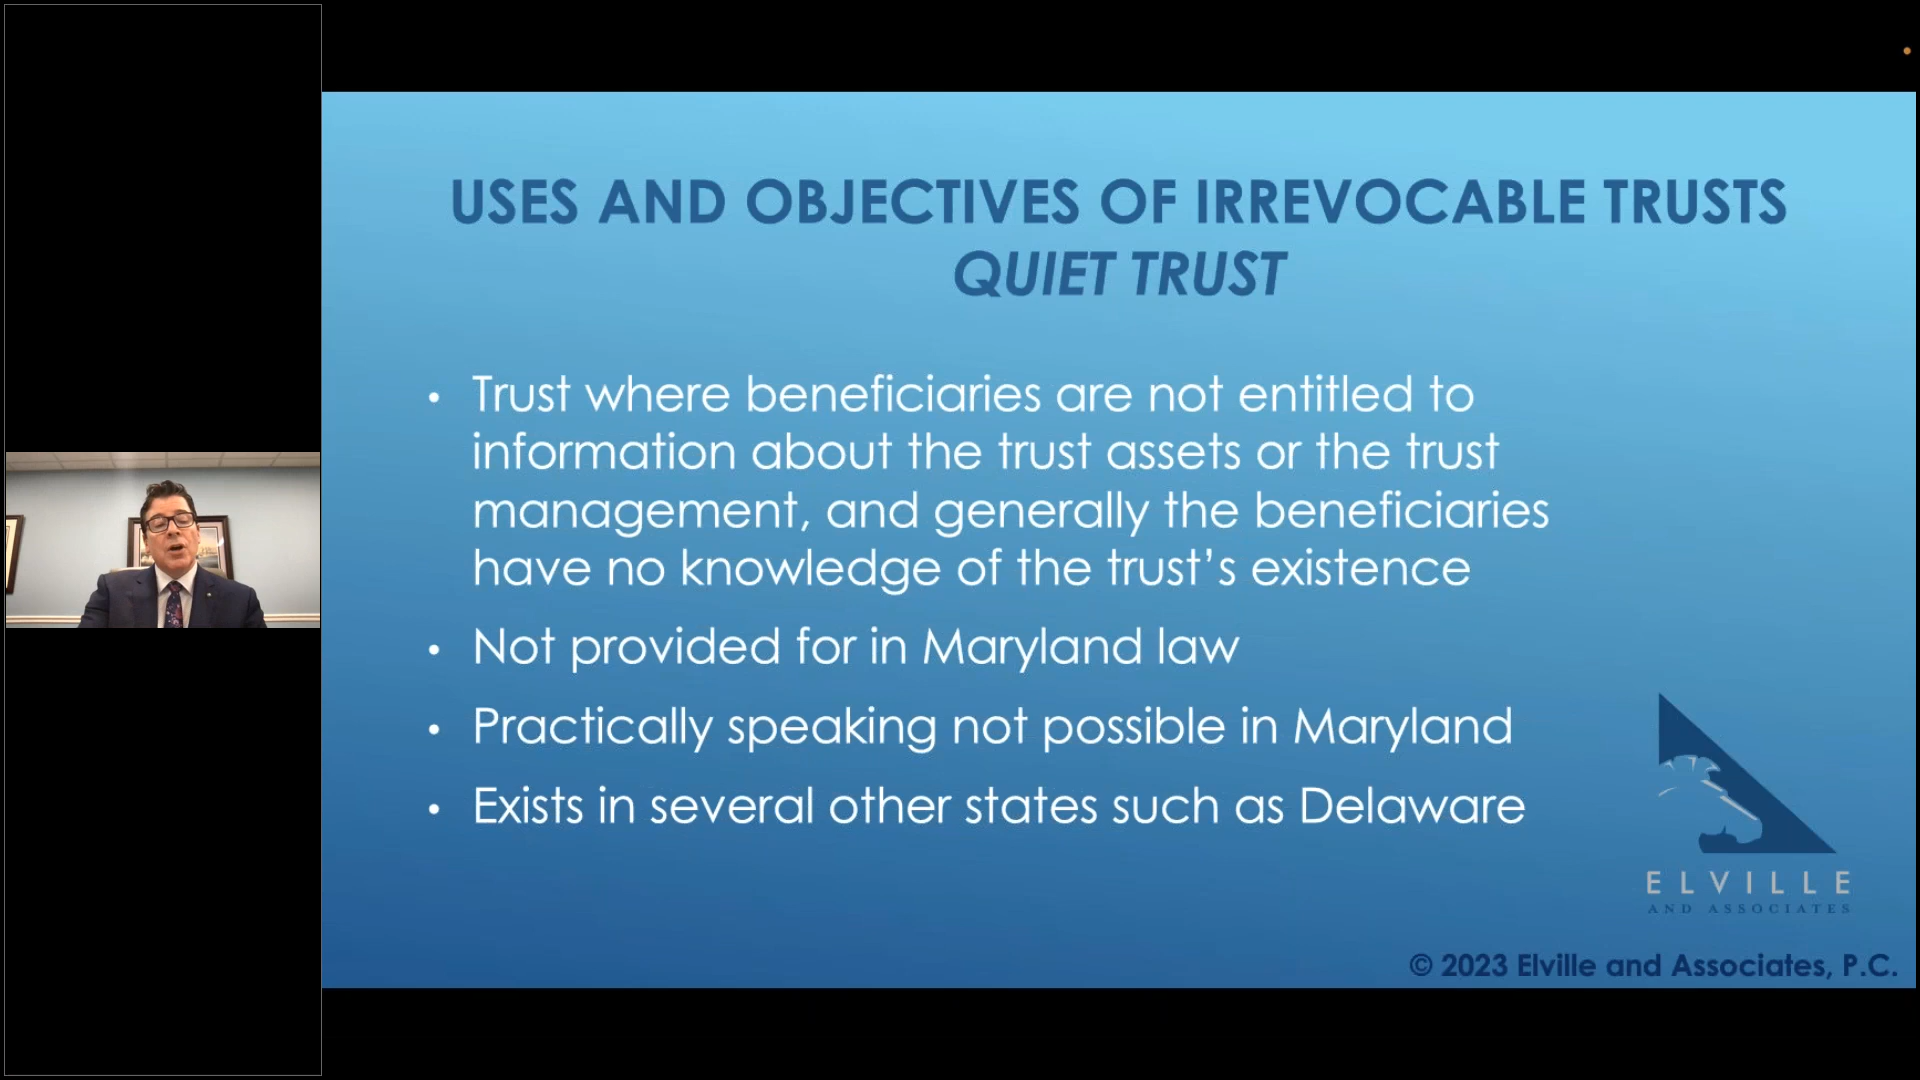 USES AND OBJECTIVES OF IRREVOCABLE TRUSTS
QUIET TRUST
• Trust where beneficiaries are not entitled to
information about the trust assets or the trust
management, and generally the beneficiaries
have no knowledge of the trust’s existence
• Not provided for in Maryland law
• Practically speaking not possible in Maryland
• Exists in several other states such as Delaware
ELVILLE
AND ASSOCIATES
© 2023 Elville and Associates, P.C.